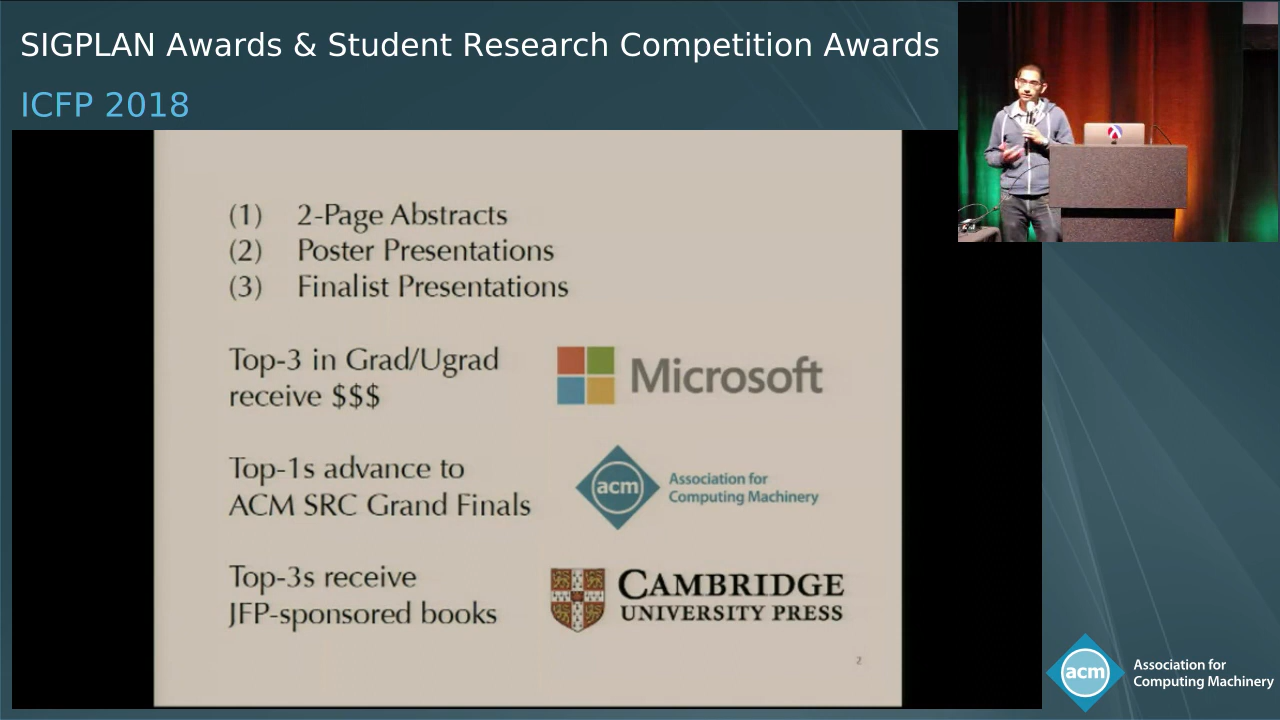 SIGPLAN Awards & Student Research Competition Awards
ICFP 2018
(1) 2-Page Abstracts
(2) Poster Presentations
(3) Finalist Presentations
Top-3 in Grad/Ugrad
receive $$$
Microsoft
Top-1s advance to
ACM SRC Grand Finals
acm
Association for
Computing Machinery
Top-3s receive
JFP-sponsored books
CAMBRIDGE
UNIVERSITY PRESS
2
acm
Association for
Computing Machinery